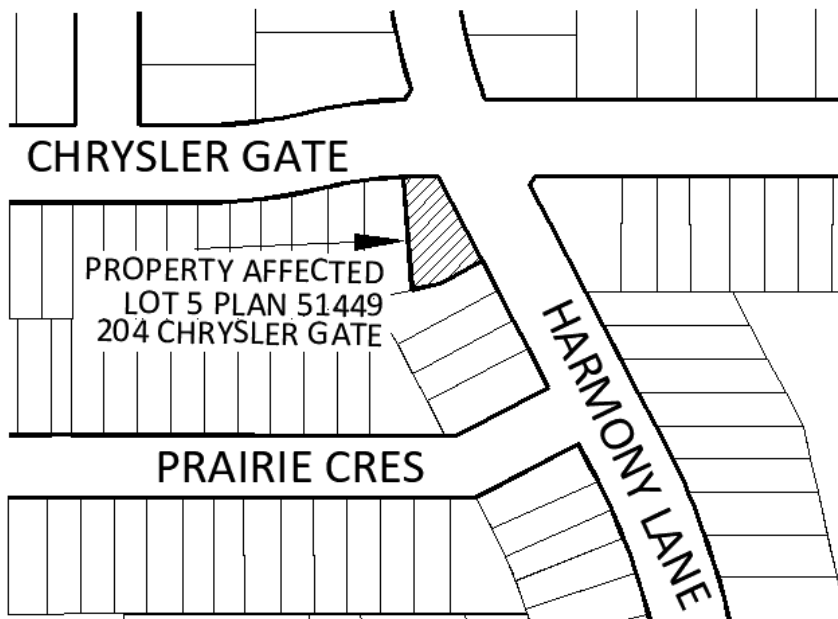 CHRYSLER GATE
PROPERTY AFFECTED
LOT 5 PLAN 51449
204 CHRYSLER GATE
HARMONY LANE
PRAIRIE CRES